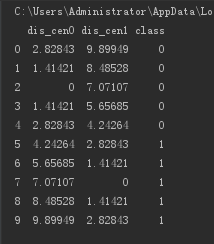 C:\Users\Administrator\AppData\Lo
dis_cen0 dis_cen1 class
0 2.82843 9.89949 0
1 1.41421 8.48528 0
2 0 7.07107 0
3 1.41421 5.65685 0
4 2.82843 4.24264 0
5 4.24264 2.82843 1
6 5.65685 1.41421 1
7 7.07107 0 1
8 8.48528 1.41421 1
9 9.89949 2.82843 1